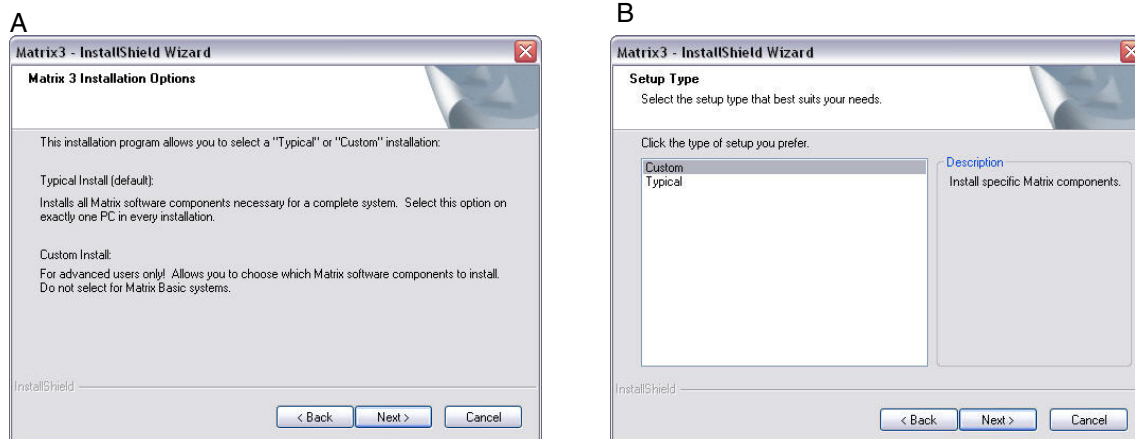 A
Matrix3 - InstallShield Wizard
Matrix 3 Installation Options
This installation program allows you to select a "Typical" or "Custom" installation:
Typical Install (default):
Installs all Matrix software components necessary for a complete system. Select this option on
exactly one PC in every installation.
Custom Install:
For advanced users only! Allows you to choose which Matrix software components to install.
Do not select for Matrix Basic systems.
InstallShield
< Back
Next >
Cancel
B
Matrix3 - InstallShield Wizard
Setup Type
Select the setup type that best suits your needs.
Click the type of setup you prefer.
Custom
Typical
Description
Install specific Matrix components.
InstallShield
< Back
Next >
Cancel